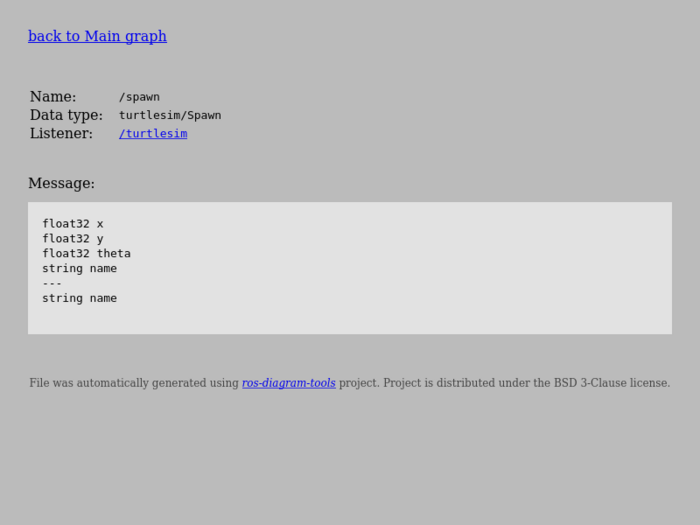 back to Main graph
Name: /spawn
Data type: turtlesim/Spawn
Listener: /turtlesim
Message:
float32 x
float32 y
float32 theta
string name
---
string name
File was automatically generated using ros-diagram-tools project. Project is distributed under the BSD 3-Clause license.